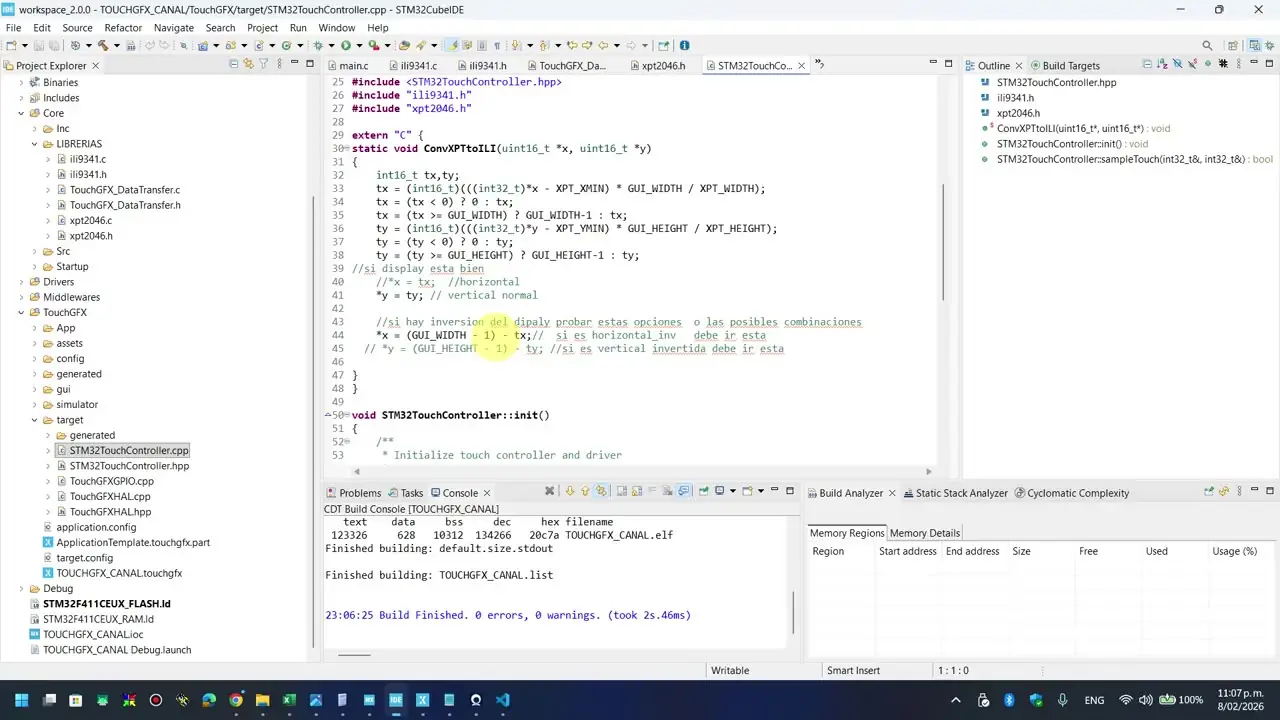 workspace_2.0.0 - TOUCHGFX_CANAL/TouchGFX/target/STM32TouchController.cpp - STM32CubeIDE
File Edit Source Refactor Navigate Search Project Run Window Help
Project Explorer
Binaries
Includes
Core
Inc
LIBRERIAS
ili9341.c
ili9341.h
TouchGFX_DataTransfer.c
TouchGFX_DataTransfer.h
xpt2046.c
xpt2046.h
Src
Startup
Drivers
Middlewares
TouchGFX
App
assets
config
generated
gui
simulator
target
generated
STM32TouchController.cpp
STM32TouchController.hpp
TouchGFXGPIO.cpp
TouchGFXHAL.cpp
TouchGFXHAL.hpp
application.config
ApplicationTemplate.touchgfx.part
target.config
TOUCHGFX_CANAL.touchgfx
Debug
STM32F411CEUX_FLASH.ld
STM32F411CEUX_RAM.ld
TOUCHGFX_CANAL.ioc
TOUCHGFX_CANAL Debug.launch
main.c ili9341.c ili9341.h TouchGFX_Da... xpt2046.h STM32TouchCo...
25 #include <STM32TouchController.hpp>
26 #include "ili9341.h"
27 #include "xpt2046.h"
28
29 extern "C" {
30 static void ConvXPTtoILI(uint16_t *x, uint16_t *y)
31 {
32 int16_t tx,ty;
33 tx = (int16_t)(((int32_t)*x - XPT_XMIN) * GUI_WIDTH / XPT_WIDTH);
34 tx = (tx < 0) ? 0 : tx;
35 tx = (tx >= GUI_WIDTH) ? GUI_WIDTH-1 : tx;
36 ty = (int16_t)(((int32_t)*y - XPT_YMIN) * GUI_HEIGHT / XPT_HEIGHT);
37 ty = (ty < 0) ? 0 : ty;
38 ty = (ty >= GUI_HEIGHT) ? GUI_HEIGHT-1 : ty;
39 //si display esta bien
40 //*x = tx; //horizontal
41 *y = ty; // vertical normal
42
43 //si hay inversion del dipaly probar estas opciones o las posibles combinaciones
44 *x = (GUI_WIDTH - 1) - tx;// si es horizontal_inv debe ir esta
45 // *y = (GUI_HEIGHT - 1) - ty; //si es vertical invertida debe ir esta
46
47 }
48 }
49
50 void STM32TouchController::init()
51 {
52 /**
53 * Initialize touch controller and driver
Outline Build Targets
STM32TouchController.hpp
ili9341.h
xpt2046.h
ConvXPTtoILI(uint16_t*, uint16_t*) : void
STM32TouchController::init() : void
STM32TouchController::sampleTouch(int32_t&, int32_t&) : bool
Problems Tasks Console
CDT Build Console [TOUCHGFX_CANAL]
text data bss dec hex filename
123326 628 10312 134266 20c7a TOUCHGFX_CANAL.elf
Finished building: default.size.stdout
Finished building: TOUCHGFX_CANAL.list
23:06:25 Build Finished. 0 errors, 0 warnings. (took 2s.46ms)
Build Analyzer Static Stack Analyzer Cyclomatic Complexity
Memory Regions Memory Details
Region Start address End address Size Free Used Usage (%)
Writable Smart Insert 1 : 1 : 0
ENG 100% 11:07 p.m.
8/02/2026